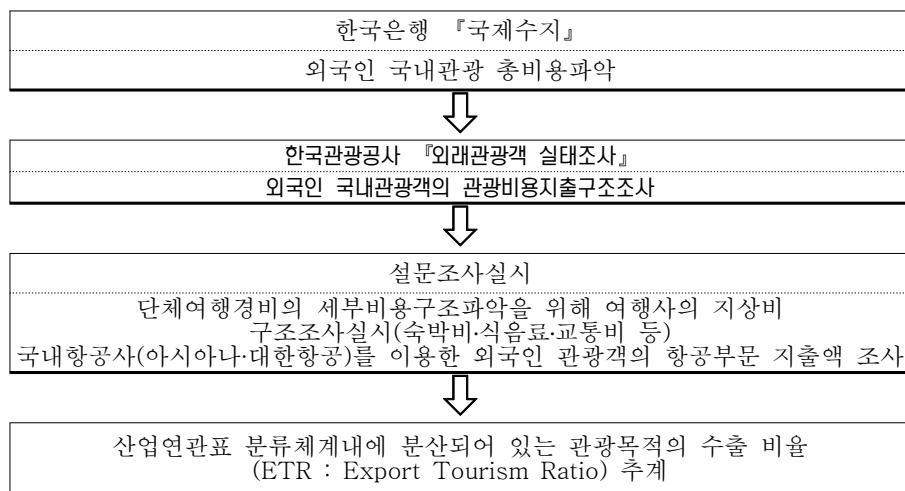 한국은행 『국제수지』
외국인 국내관광 총비용파악
한국관광공사 『외래관광객 실태조사』
외국인 국내관광객의 관광비용지출구조조사
설문조사실시
단체여행경비의 세부비용구조파악을 위해 여행사의 지상비
구조조사실시(숙박비·식음료·교통비 등)
국내항공사(아시아나·대한항공)를 이용한 외국인 관광객의 항공부문 지출액 조사
산업연관표 분류체계내에 분산되어 있는 관광목적의 수출 비율
(ETR : Export Tourism Ratio) 추계